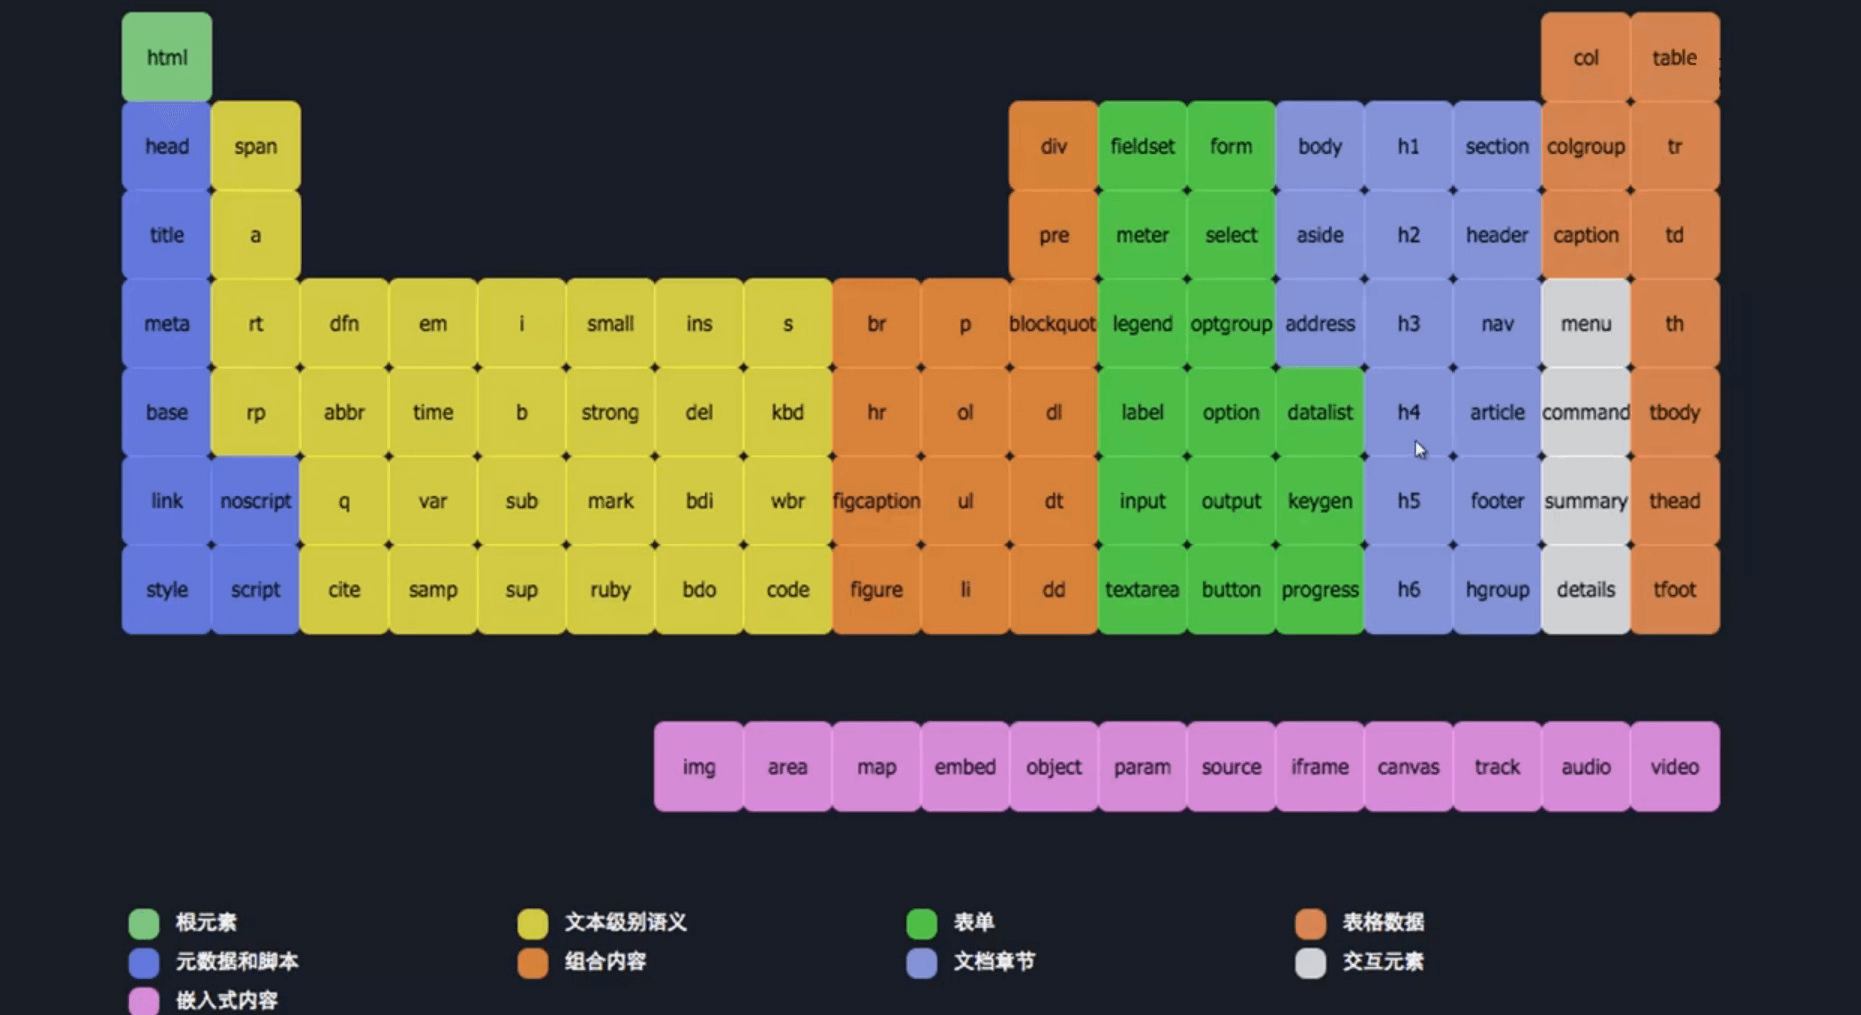 html col table
head span div fieldset form body h1 section colgroup tr
title a pre meter select aside h2 header caption td
meta rt dfn em i small ins s br p blockquot legend optgroup address h3 nav menu th
base rp abbr time b strong del kbd hr ol dl label option datalist h4 article command tbody
link noscript q var sub mark bdi wbr figcaption ul dt input output keygen h5 footer summary thead
style script cite samp sup ruby bdo code figure li dd textarea button progress h6 hgroup details tfoot
img area map embed object param source iframe canvas track audio video
根元素 文本级别语义 表单 表格数据
元数据和脚本 组合内容 文档章节 交互元素
嵌入式内容